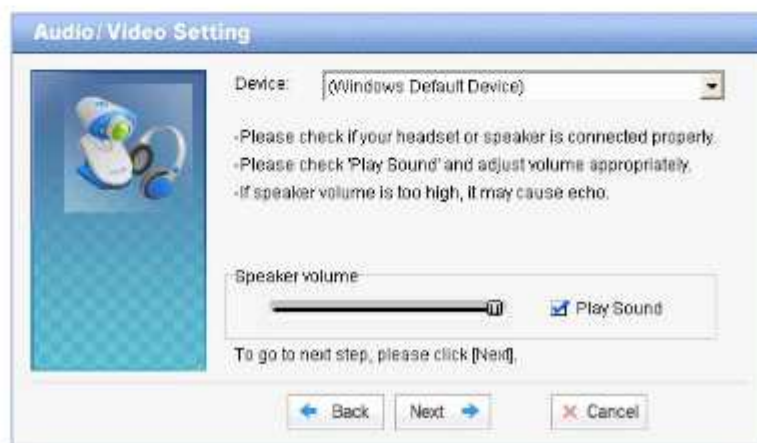 Audio/Video Setting
Device: (Windows Default Device)
-Please check if your headset or speaker is connected properly.
-Please check 'Play Sound' and adjust volume appropriately.
-If speaker volume is too high, it may cause echo.
Speaker volume
Play Sound
To go to next step, please click [Next].
Back Next Cancel